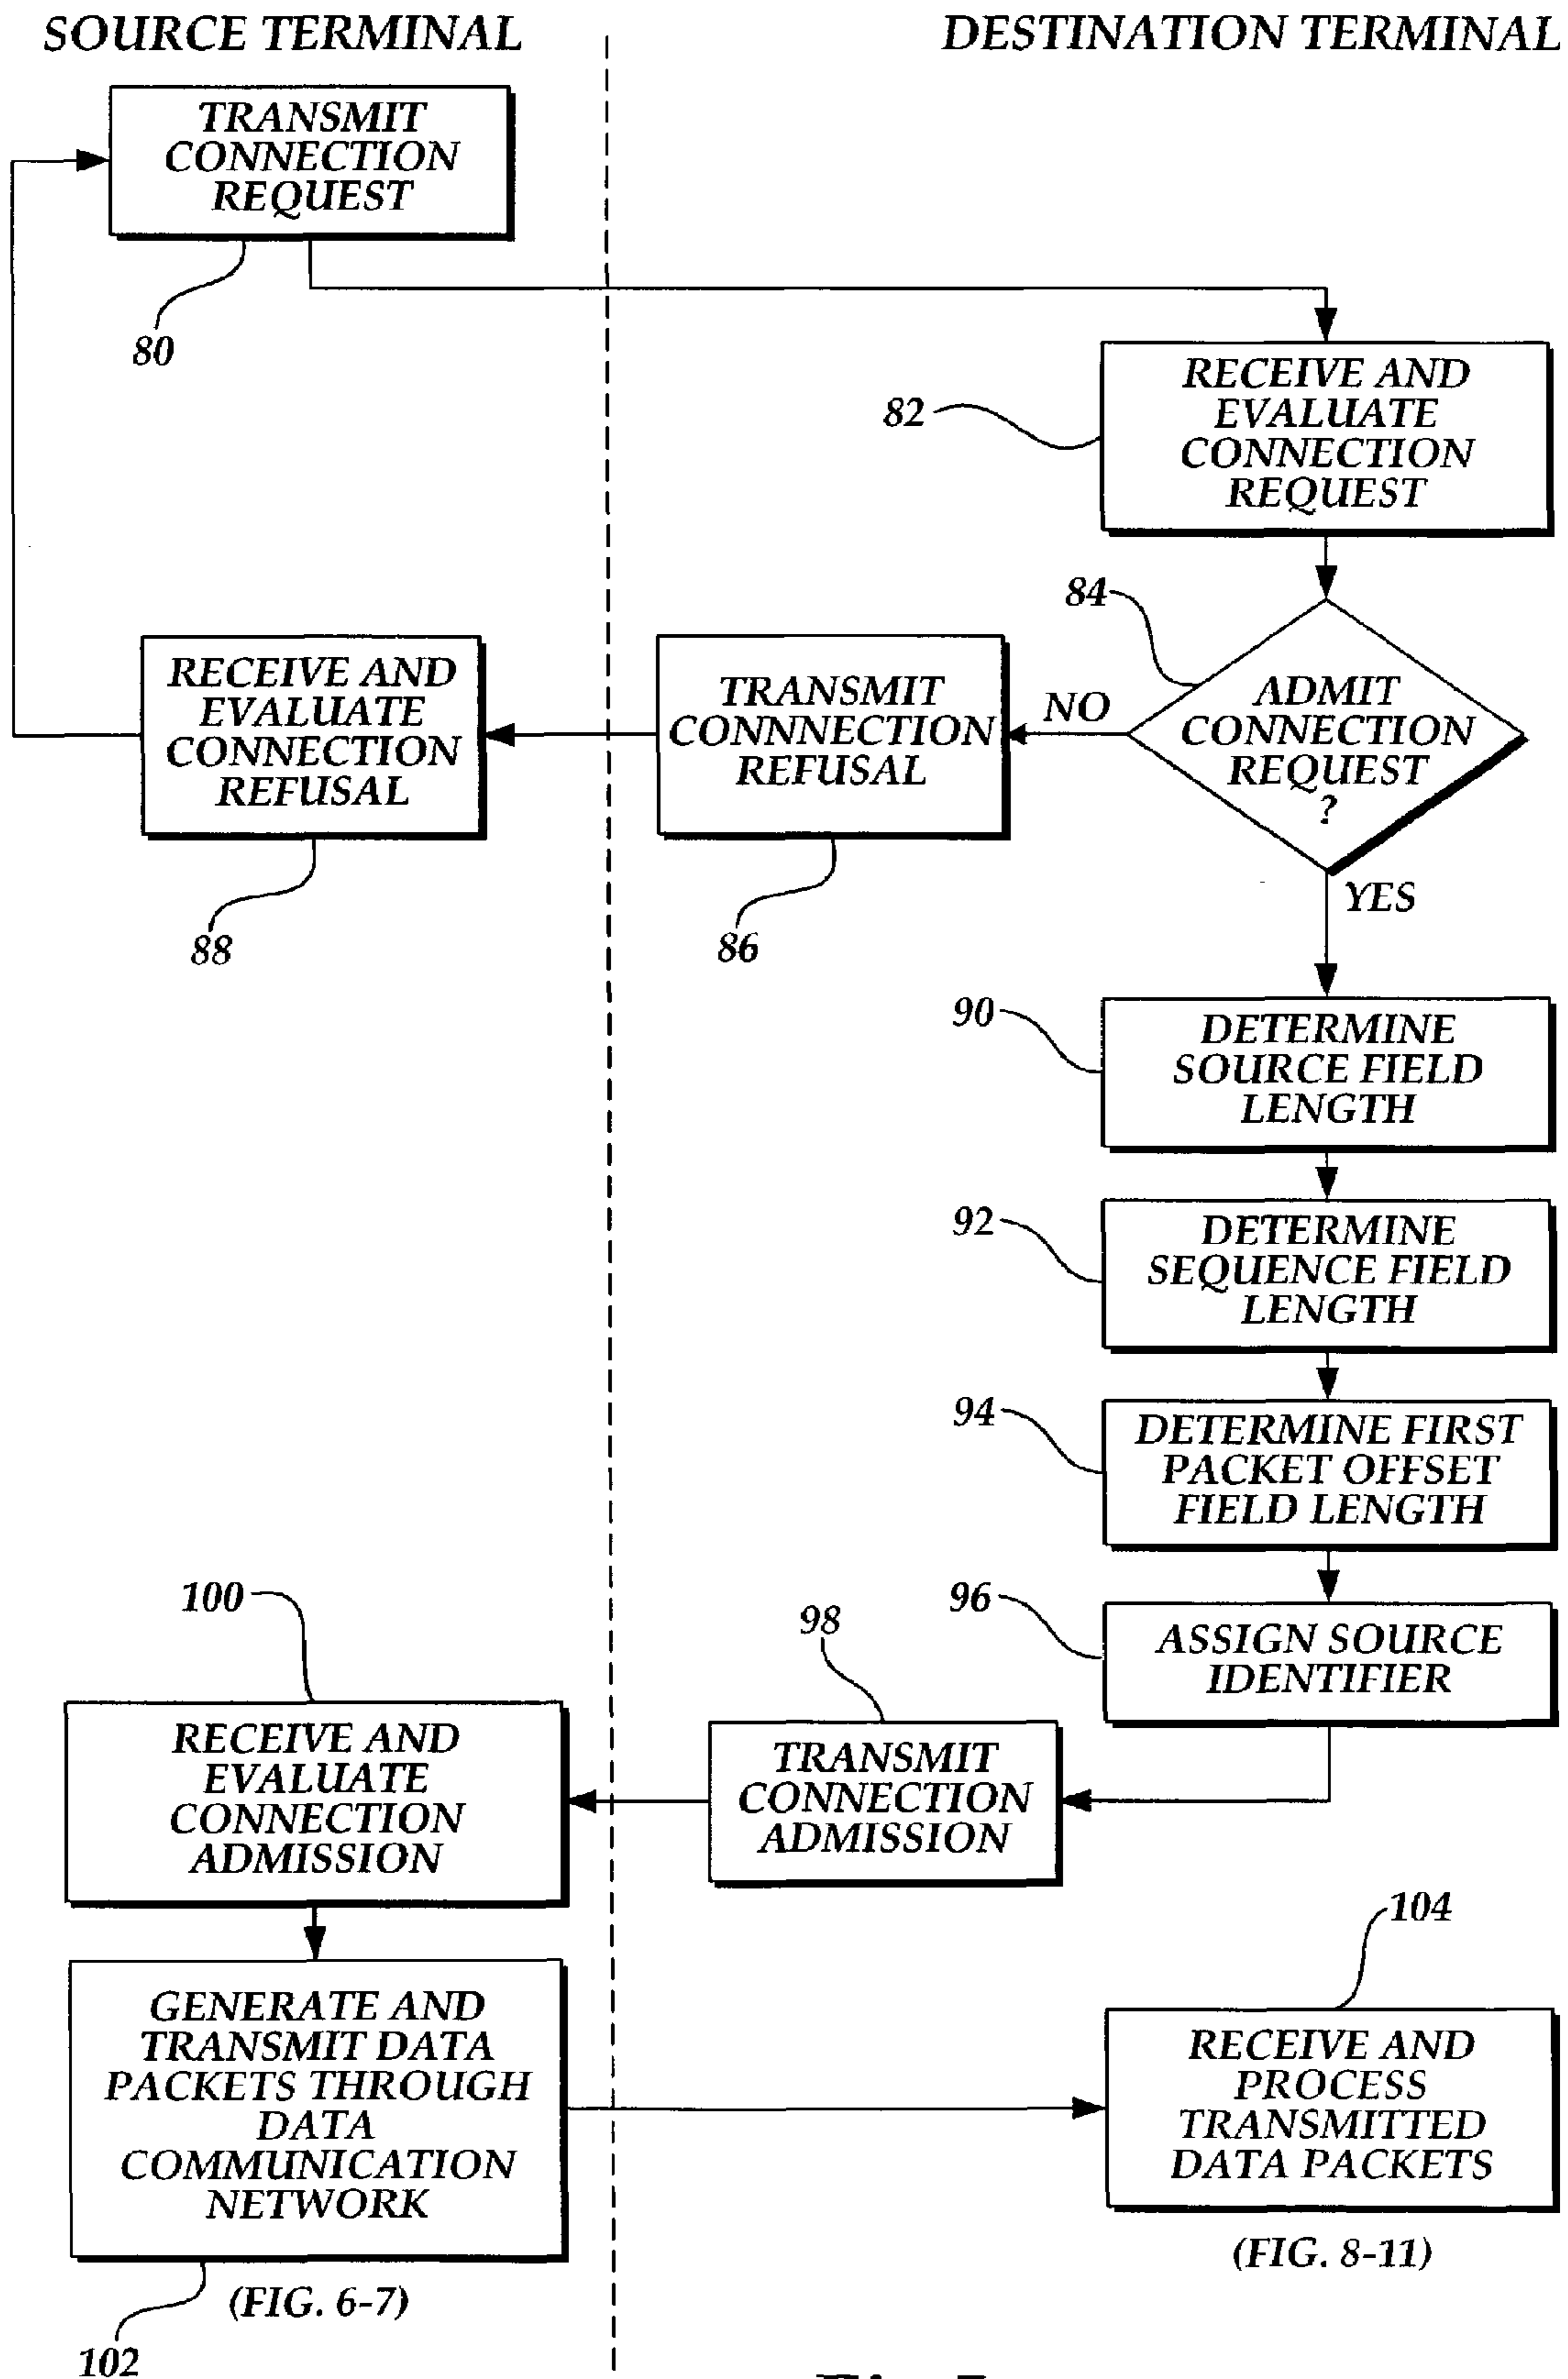 SOURCE TERMINAL
DESTINATION TERMINAL
TRANSMIT
CONNECTION
REQUEST
80
RECEIVE AND
EVALUATE
CONNECTION
REQUEST
82
84
ADMIT
CONNECTION
REQUEST
?
NO
YES
TRANSMIT
CONNNECTION
REFUSAL
86
RECEIVE AND
EVALUATE
CONNECTION
REFUSAL
88
90
DETERMINE
SOURCE FIELD
LENGTH
92
DETERMINE
SEQUENCE FIELD
LENGTH
94
DETERMINE FIRST
PACKET OFFSET
FIELD LENGTH
96
ASSIGN SOURCE
IDENTIFIER
98
TRANSMIT
CONNECTION
ADMISSION
100
RECEIVE AND
EVALUATE
CONNECTION
ADMISSION
GENERATE AND
TRANSMIT DATA
PACKETS THROUGH
DATA
COMMUNICATION
NETWORK
(FIG. 6-7)
102
104
RECEIVE AND
PROCESS
TRANSMITTED
DATA PACKETS
(FIG. 8-11)